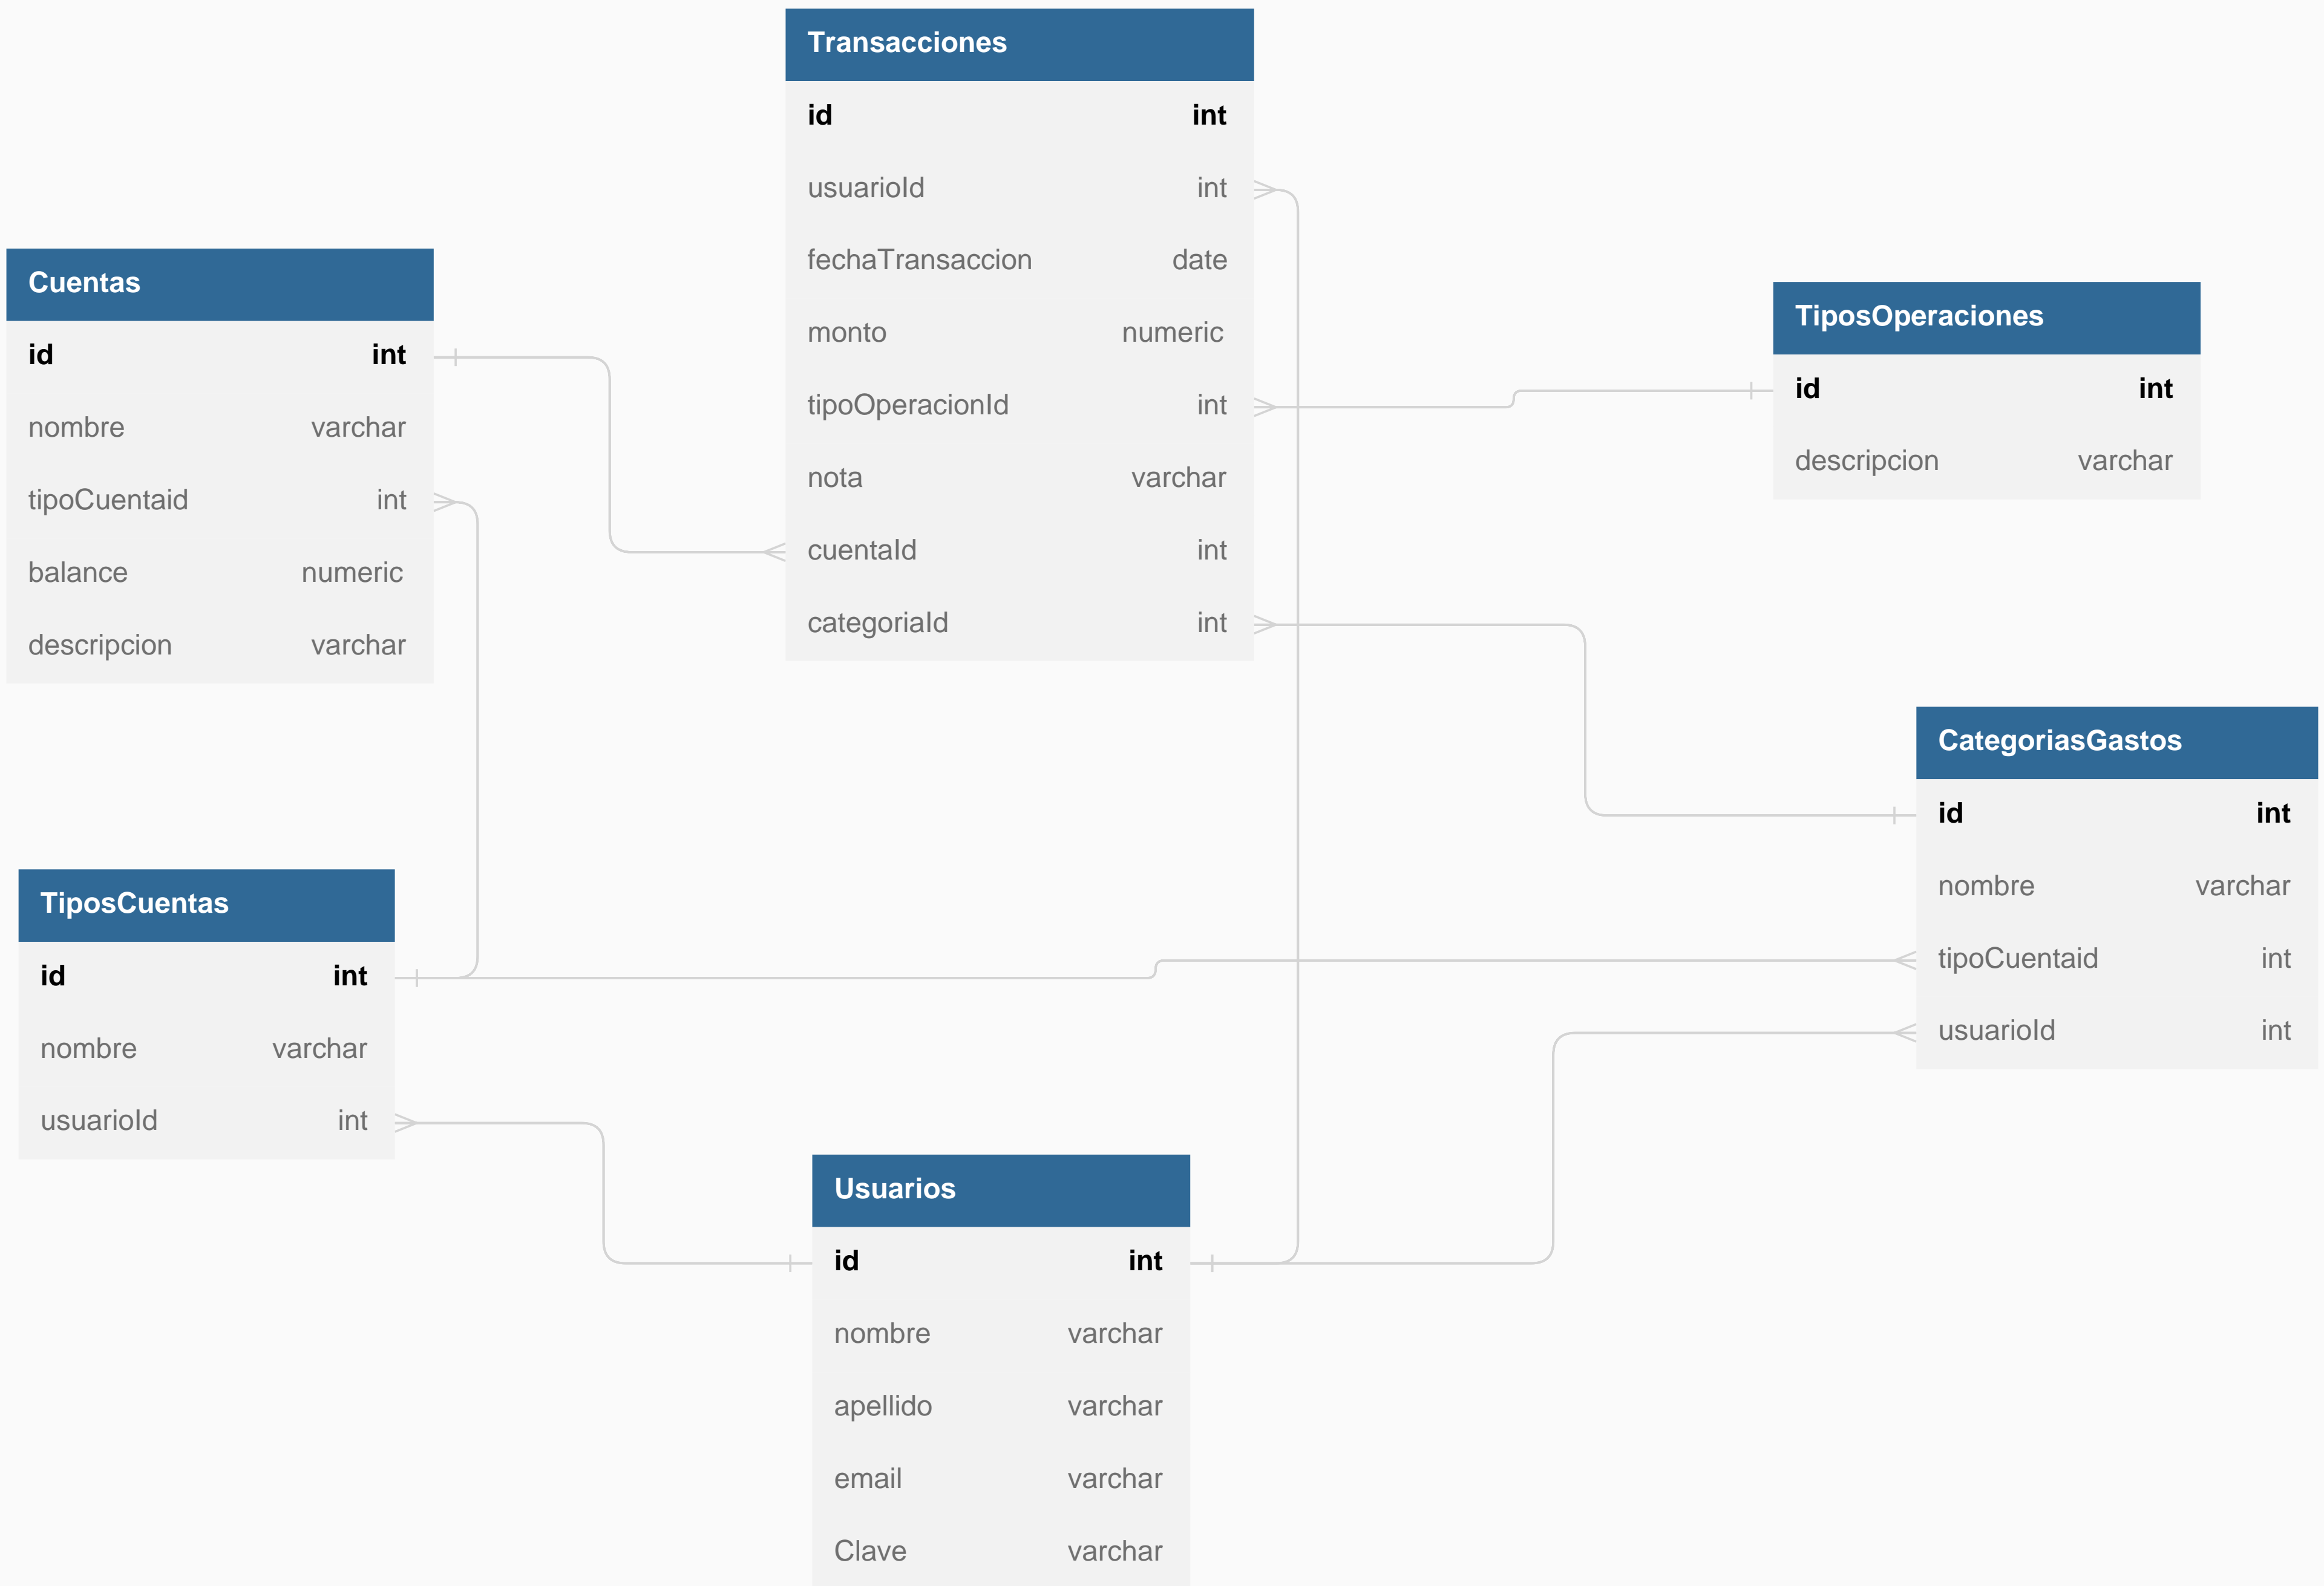 Transacciones
id int
usuarioId int
fechaTransaccion date
monto numeric
tipoOperacionId int
nota varchar
cuentaId int
categoriaId int
Cuentas
id int
nombre varchar
tipoCuentaid int
balance numeric
descripcion varchar
TiposOperaciones
id int
descripcion varchar
CategoriasGastos
id int
nombre varchar
tipoCuentaid int
usuarioId int
TiposCuentas
id int
nombre varchar
usuarioId int
Usuarios
id int
nombre varchar
apellido varchar
email varchar
Clave varchar